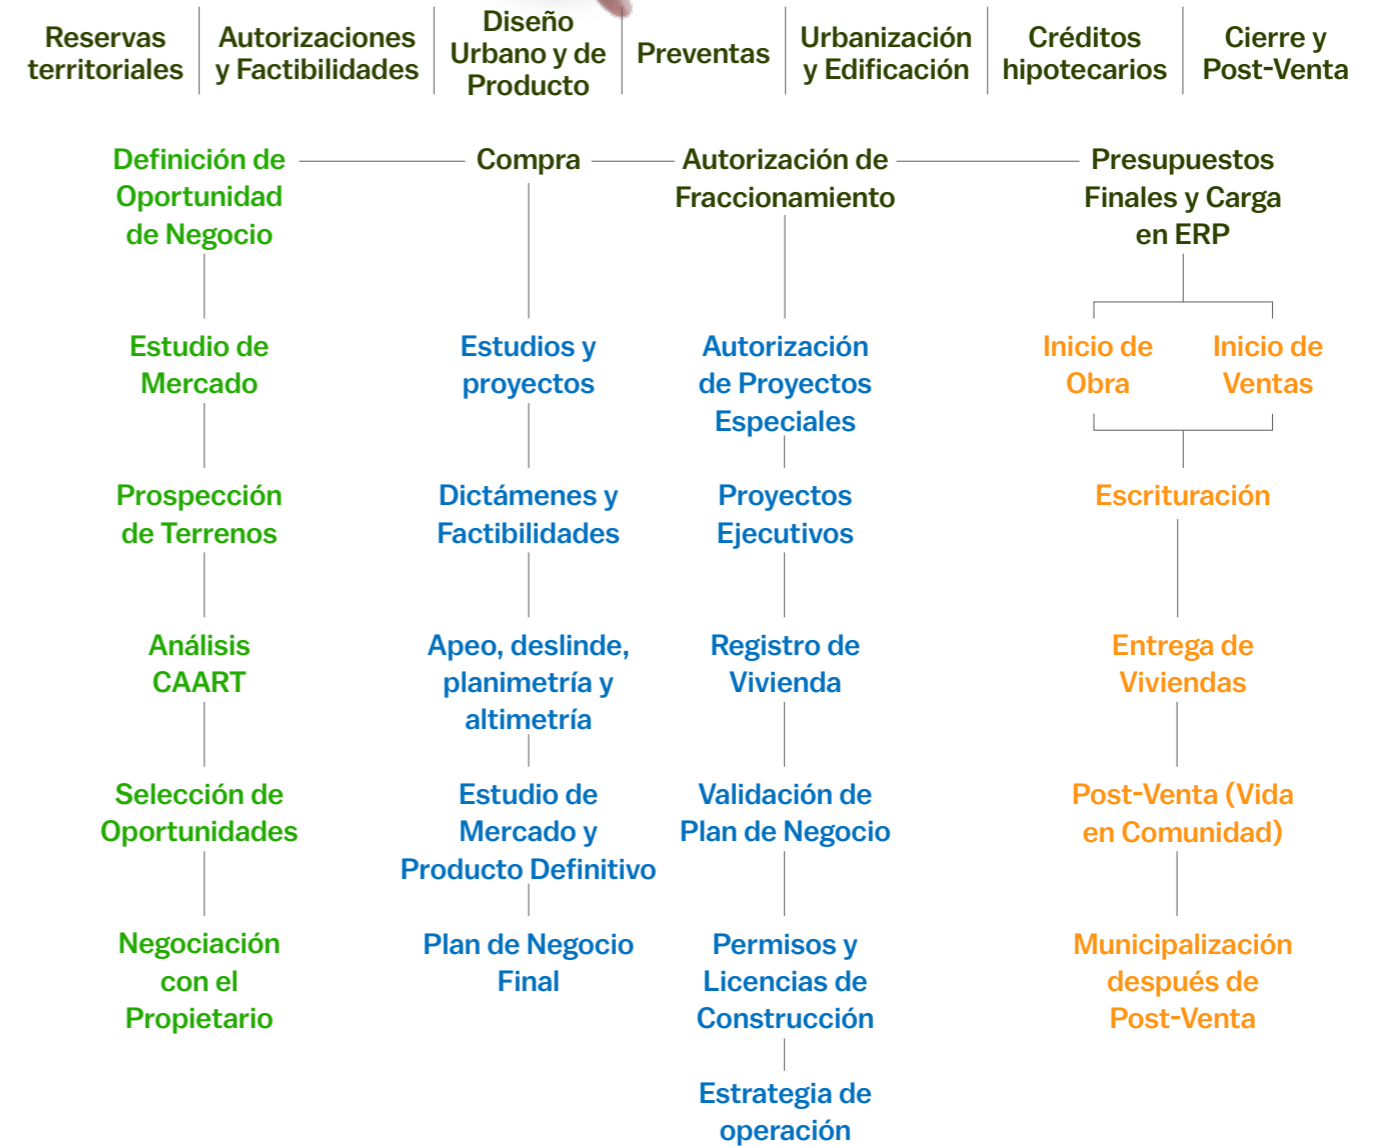 Reservas
territoriales
Autorizaciones
y Factibilidades
Diseño
Urbano y de
Producto
Preventas
Urbanización
y Edificación
Créditos
hipotecarios
Cierre y
Post-Venta
Definición de
Oportunidad
de Negocio
Estudio de
Mercado
Prospección
de Terrenos
Análisis
CAART
Selección de
Oportunidades
Negociación
con el
Propietario
Compra
Estudios y
proyectos
Dictámenes y
Factibilidades
Apeo, deslinde,
planimetría y
altimetría
Estudio de
Mercado y
Producto Definitivo
Plan de Negocio
Final
Autorización de
Fraccionamiento
Autorización
de Proyectos
Especiales
Proyectos
Ejecutivos
Registro de
Vivienda
Validación de
Plan de Negocio
Permisos y
Licencias de
Construcción
Estrategia de
operación
Presupuestos
Finales y Carga
en ERP
Inicio de
Obra
Inicio de
Ventas
Escrituración
Entrega de
Viviendas
Post-Venta (Vida
en Comunidad)
Municipalización
después de
Post-Venta